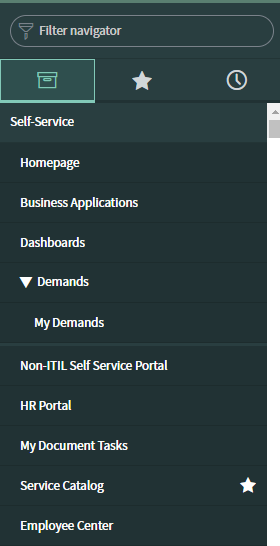 Filter navigator
Self-Service
Homepage
Business Applications
Dashboards
Demands
My Demands
Non-ITIL Self Service Portal
HR Portal
My Document Tasks
Service Catalog
Employee Center